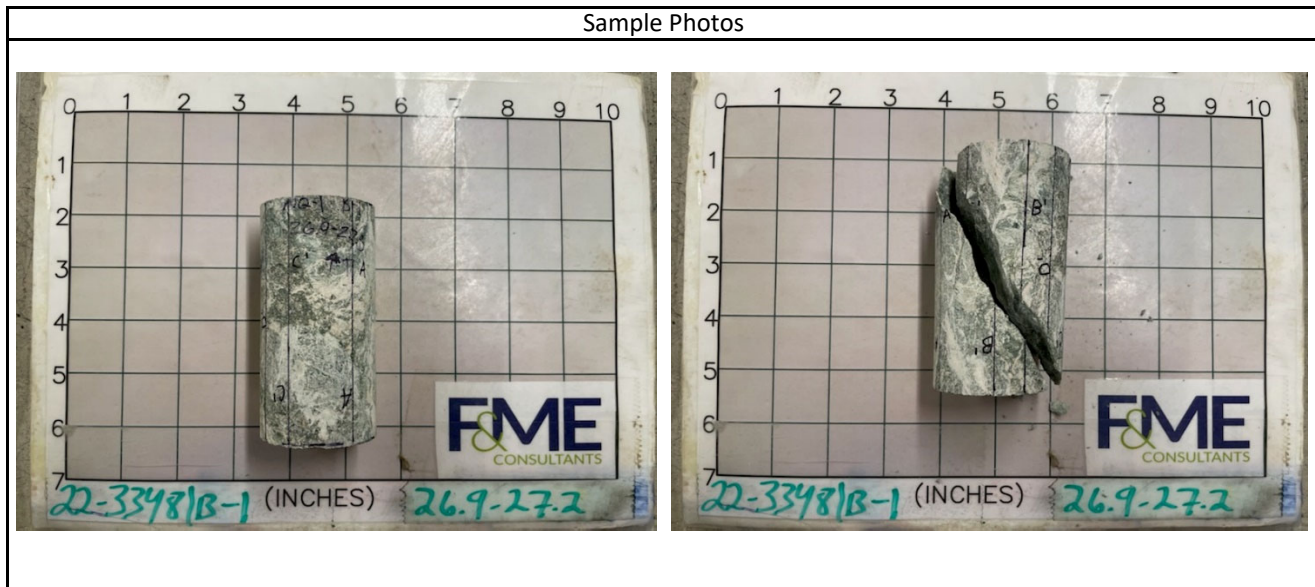 Sample Photos
0 1 2 3 4 5 6 7 8 9 10
1
2
3
4
5
6
7
C'
A
C'
A
F&ME
CONSULTANTS
(INCHES)
22-3348/B-1
26.9-27.2
0 1 2 3 4 5 6 7 8 9 10
1
2
3
4
5
6
7
A
B'
B'
F&ME
CONSULTANTS
(INCHES)
22-3348/B-1
26.9-27.2